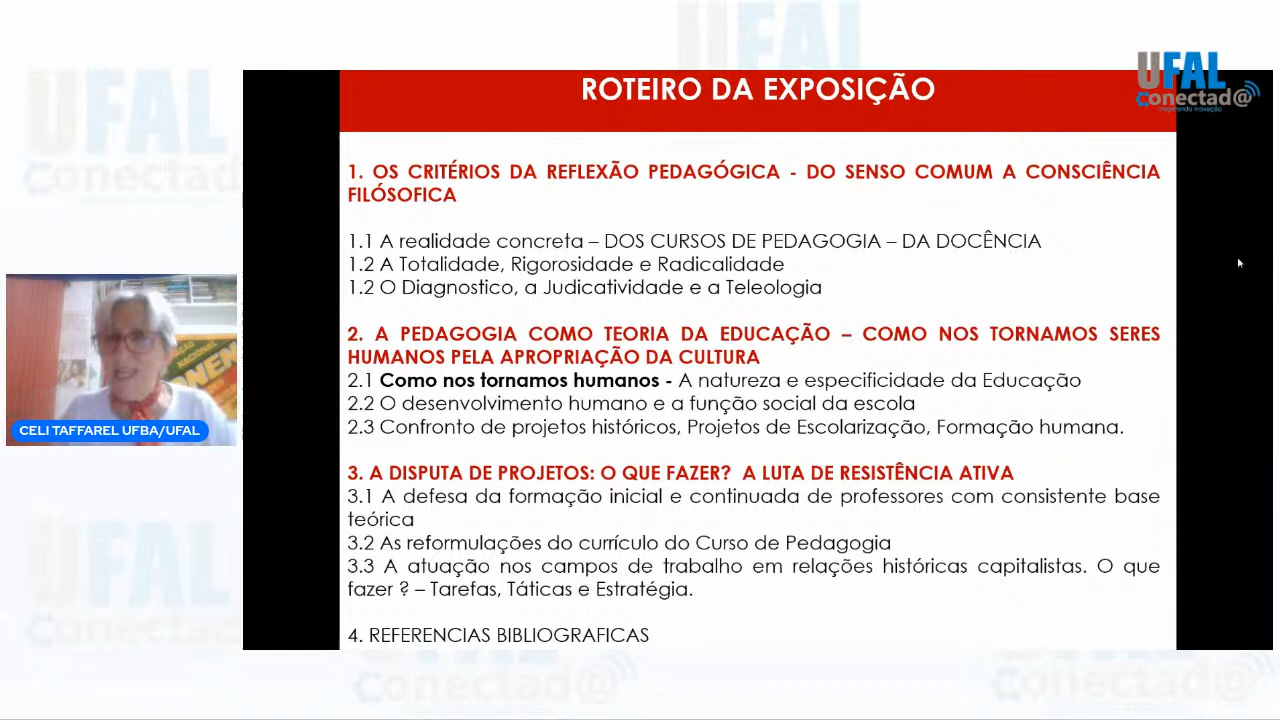 ROTEIRO DA EXPOSIÇÃO
UFAL
conectad@
inspirando inovação
1. OS CRITÉRIOS DA REFLEXÃO PEDAGÓGICA - DO SENSO COMUM A CONSCIÊNCIA
FILÓSOFICA
1.1 A realidade concreta – DOS CURSOS DE PEDAGOGIA – DA DOCÊNCIA
1.2 A Totalidade, Rigorosidade e Radicalidade
1.2 O Diagnostico, a Judicatividade e a Teleologia
2. A PEDAGOGIA COMO TEORIA DA EDUCAÇÃO – COMO NOS TORNAMOS SERES
HUMANOS PELA APROPRIAÇÃO DA CULTURA
2.1 Como nos tornamos humanos - A natureza e especificidade da Educação
2.2 O desenvolvimento humano e a função social da escola
2.3 Confronto de projetos históricos, Projetos de Escolarização, Formação humana.
3. A DISPUTA DE PROJETOS: O QUE FAZER? A LUTA DE RESISTÊNCIA ATIVA
3.1 A defesa da formação inicial e continuada de professores com consistente base
teórica
3.2 As reformulações do currículo do Curso de Pedagogia
3.3 A atuação nos campos de trabalho em relações históricas capitalistas. O que
fazer ? – Tarefas, Táticas e Estratégia.
4. REFERENCIAS BIBLIOGRAFICAS
CELI TAFFAREL UFBA/UFAL